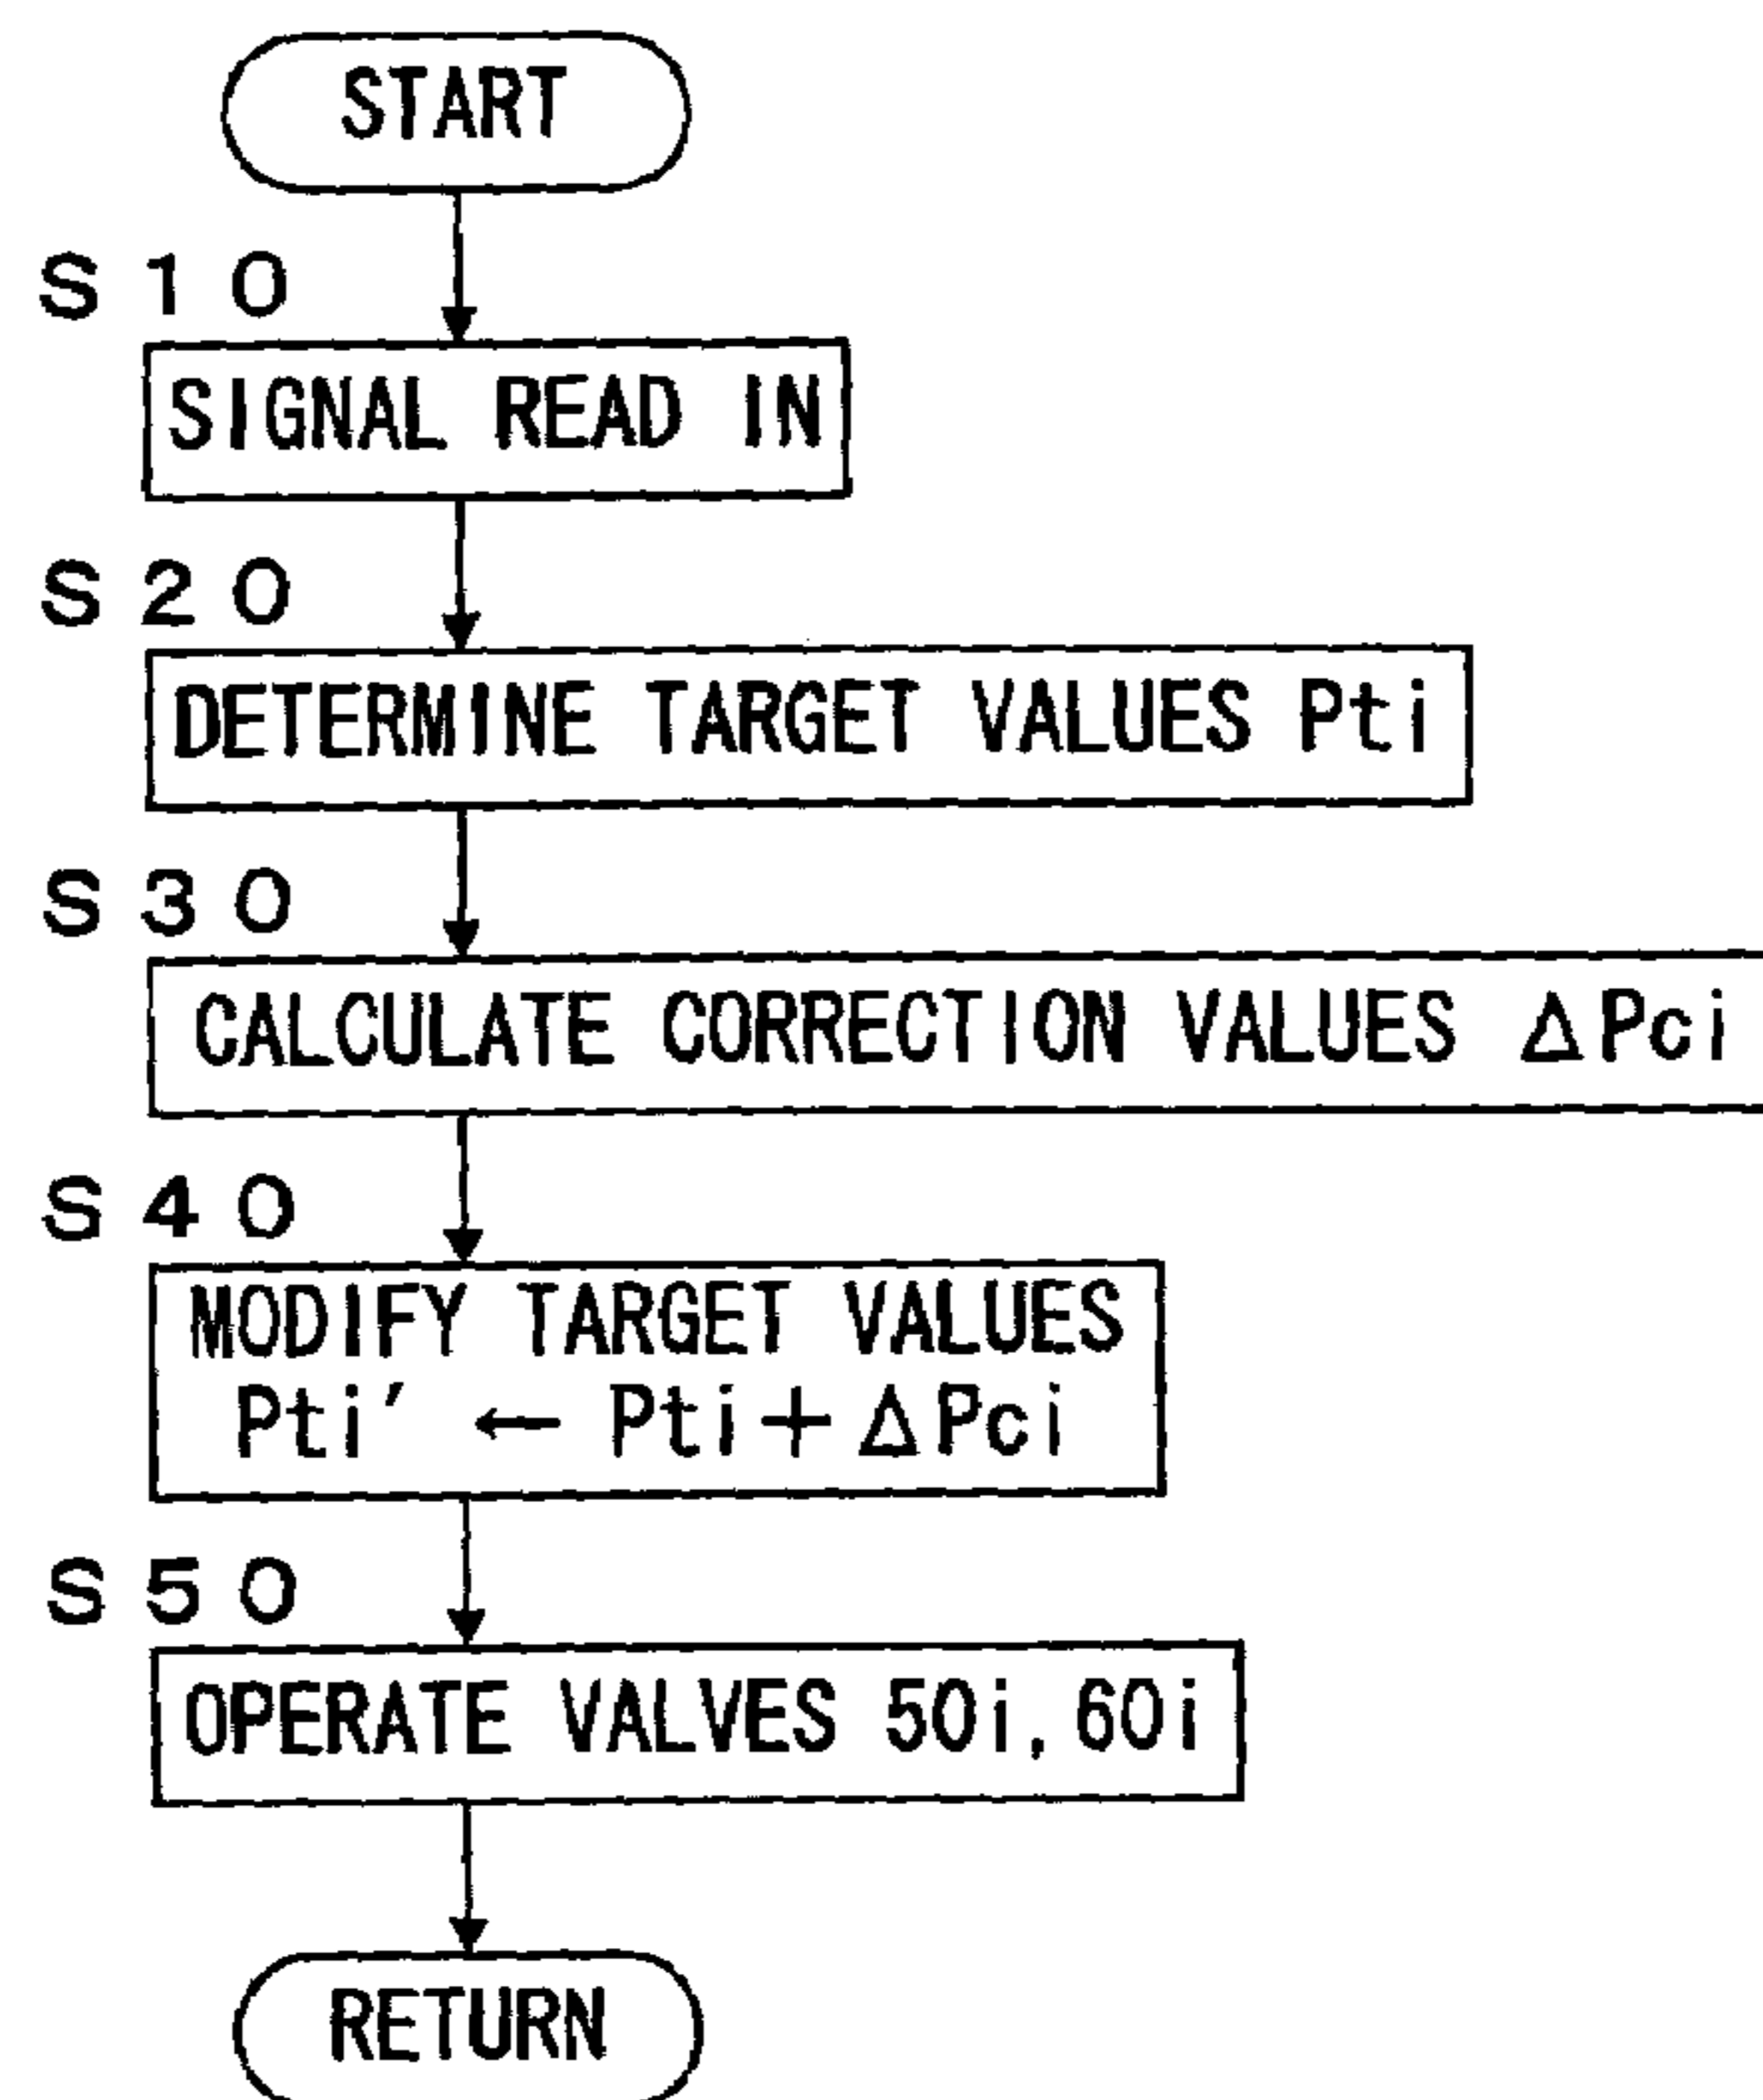 START
S10
SIGNAL READ IN
S20
DETERMINE TARGET VALUES Pti
S30
CALCULATE CORRECTION VALUES ΔPci
S40
MODIFY TARGET VALUES
Pti′ ← Pti+ΔPci
S50
OPERATE VALVES 50i, 60i
RETURN